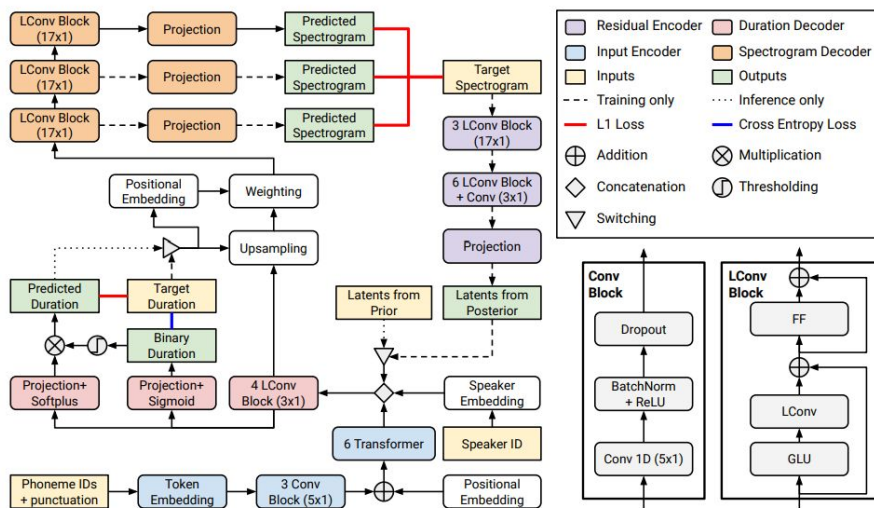 LConv Block
(17x1)
Projection
Predicted
Spectrogram
LConv Block
(17x1)
Projection
Predicted
Spectrogram
Target
Spectrogram
LConv Block
(17x1)
Projection
Predicted
Spectrogram
3 LConv Block
(17x1)
Positional
Embedding
Weighting
6 LConv Block
+ Conv (3x1)
Upsampling
Projection
Predicted
Duration
Target
Duration
Latents from
Prior
Latents from
Posterior
Binary
Duration
Projection+
Softplus
Projection+
Sigmoid
4 LConv
Block (3x1)
Speaker
Embedding
6 Transformer
Speaker ID
Phoneme IDs
+ punctuation
Token
Embedding
3 Conv
Block (5x1)
Positional
Embedding
Residual Encoder
Duration Decoder
Input Encoder
Spectrogram Decoder
Inputs
Outputs
Training only
Inference only
L1 Loss
Cross Entropy Loss
Addition
Multiplication
Concatenation
Thresholding
Switching
Conv
Block
Dropout
BatchNorm
+ ReLU
Conv 1D (5x1)
LConv
Block
FF
LConv
GLU